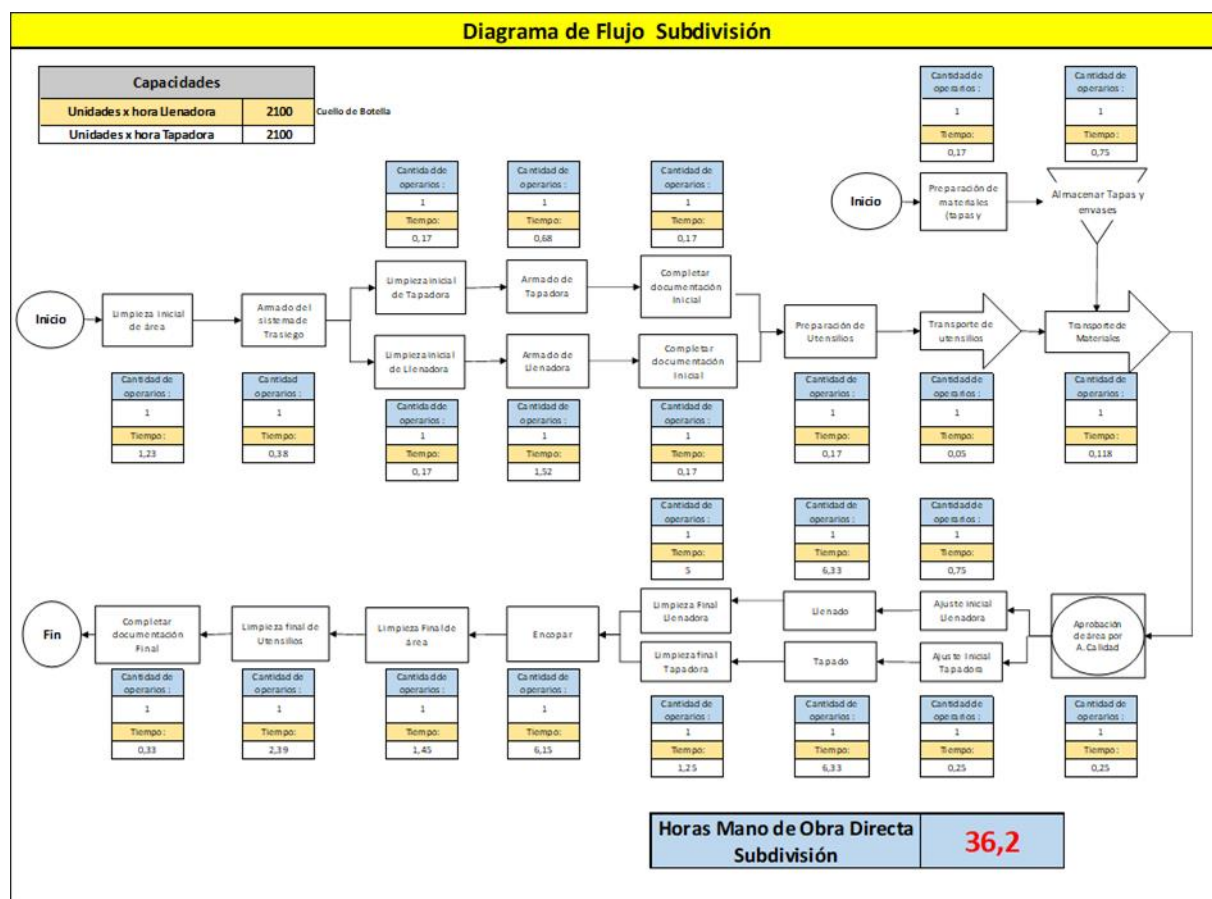 Diagrama de Flujo Subdivisión
Capacidades
Unidades x hora Llenadora 2100 Cuello de Botella
Unidades x hora Tapadora 2100
Cantidad de
operarios :
1
Tiempo:
0,17
Cantidad de
operarios :
1
Tiempo:
0,75
Inicio
Preparación de
materiales
(tapas y
Almacenar Tapas y
envases
Cantidad de
operarios :
1
Tiempo:
0,17
Cantidad de
operarios :
1
Tiempo:
0,68
Cantidad de
operarios :
1
Tiempo:
0,17
Limpieza inicial
de Tapadora
Armado de
Tapadora
Completar
documentación
Inicial
Inicio
Limpieza Inicial
de área
Armado del
sistema de
Trasiego
Limpieza inicial
de Llenadora
Armado de
Llenadora
Completar
documentación
Inicial
Preparación de
Utensilios
Transporte de
utensilios
Transporte de
Materiales
Cantidad de
operarios :
1
Tiempo:
1,23
Cantidad
operarios :
1
Tiempo:
0,38
Cantidad de
operarios :
1
Tiempo:
0,17
Cantidad de
operarios :
1
Tiempo:
1,52
Cantidad de
operarios :
1
Tiempo:
0,17
Cantidad de
operarios :
1
Tiempo:
0,17
Cantidad de
operarios :
1
Tiempo:
0,05
Cantidad de
operarios :
1
Tiempo:
0,118
Cantidad de
operarios :
1
Tiempo:
5
Cantidad de
operarios :
1
Tiempo:
6,33
Cantidad de
operarios :
1
Tiempo:
0,75
Fin
Completar
documentación
Final
Limpieza final de
Utensilios
Limpieza Final de
área
Encopar
Limpieza Final
Llenadora
Llenado
Ajuste inicial
Llenadora
Limpieza final
Tapadora
Tapado
Ajuste Inicial
Tapadora
Aprobación
de área por
A. Calidad
Cantidad de
operarios :
1
Tiempo:
0,33
Cantidad de
operarios :
1
Tiempo:
2,39
Cantidad de
operarios :
1
Tiempo:
1,45
Cantidad de
operarios :
1
Tiempo:
6,15
Cantidad de
operarios :
1
Tiempo:
1,25
Cantidad de
operarios :
1
Tiempo:
6,33
Cantidad de
operarios :
1
Tiempo:
0,25
Cantidad de
operarios :
1
Tiempo:
0,25
Horas Mano de Obra Directa
Subdivisión
36,2